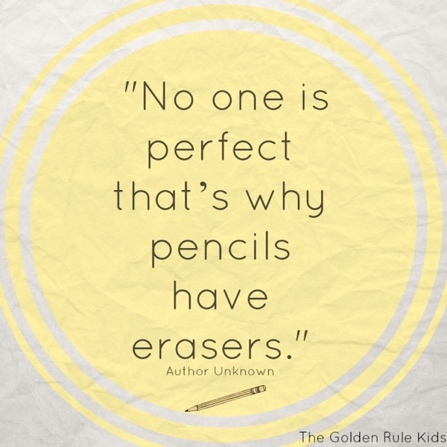 "No one is
perfect
that's why
pencils
have
erasers."
Author Unknown
The Golden Rule Kids